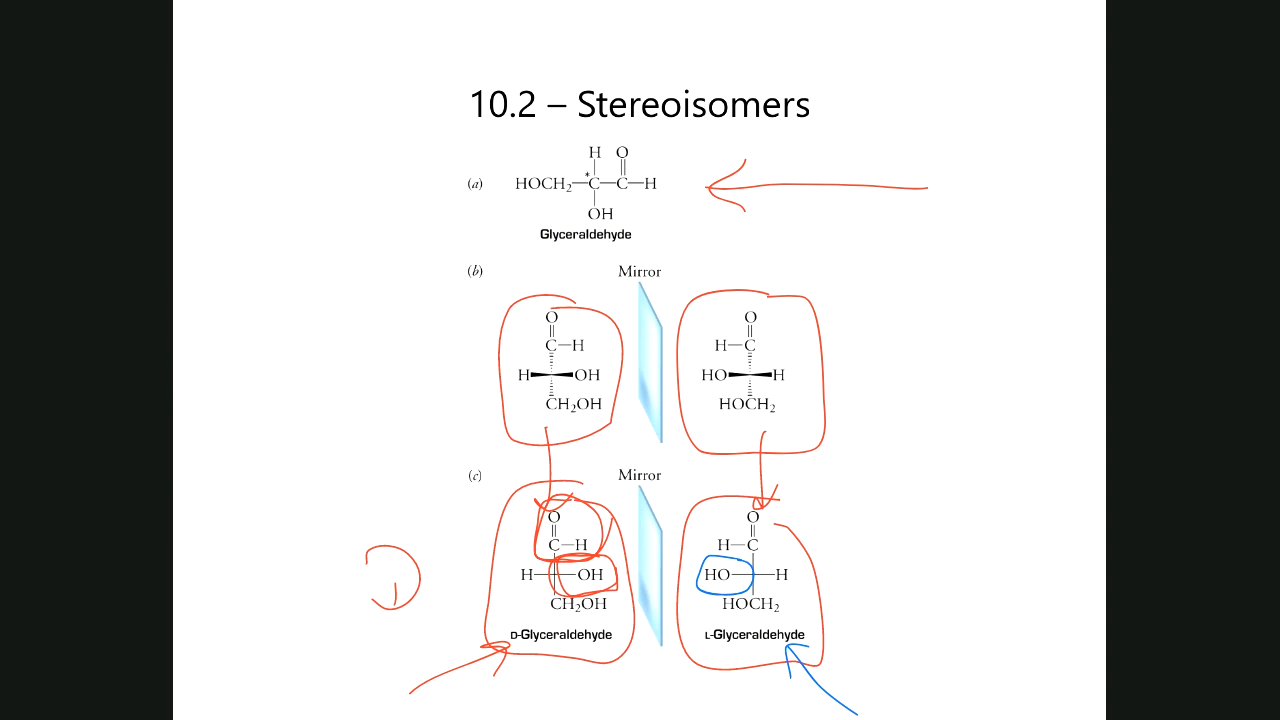 10.2 – Stereoisomers
(a) HOCH₂—C*—C—H
H O
OH
Glyceraldehyde
(b) Mirror
O O
C—H H—C
H OH HO H
CH₂OH HOCH₂
(c) Mirror
O O
C—H H—C
H OH HO H
CH₂OH HOCH₂
D-Glyceraldehyde L-Glyceraldehyde
D